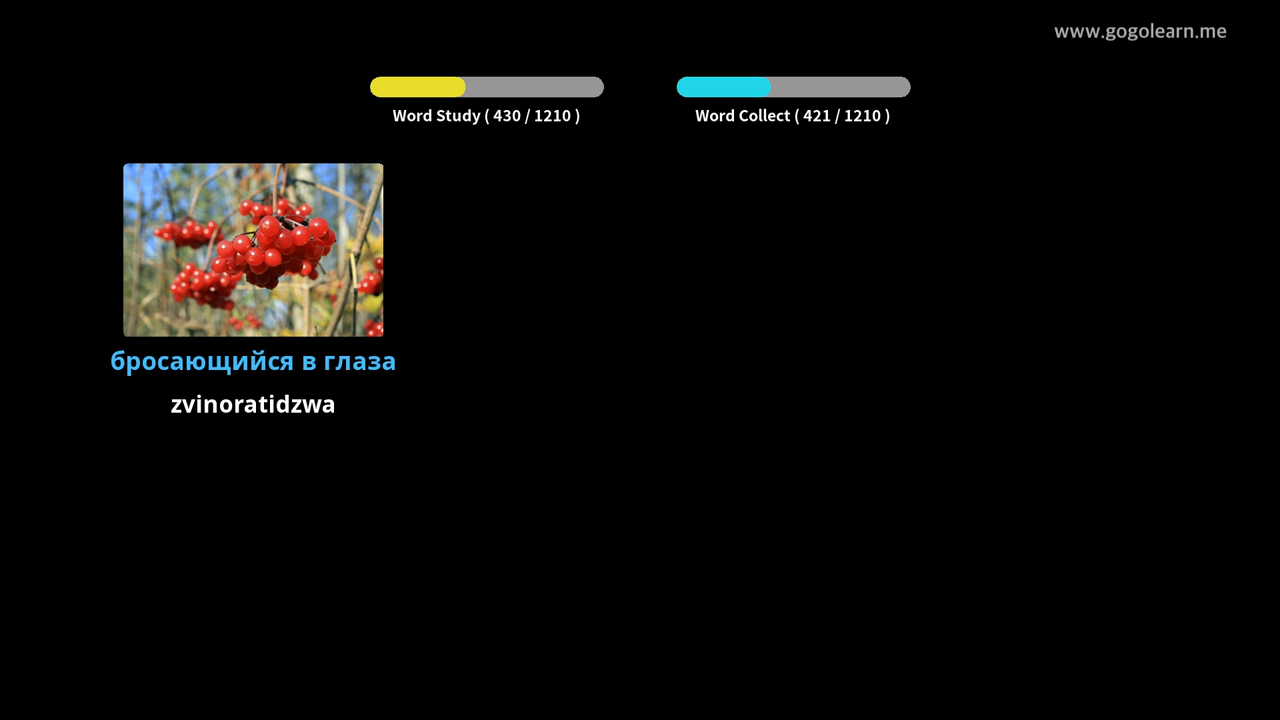 www.gogolearn.me
Word Study ( 430 / 1210 )
Word Collect ( 421 / 1210 )
бросающийся в глаза
zvinoratidzwa